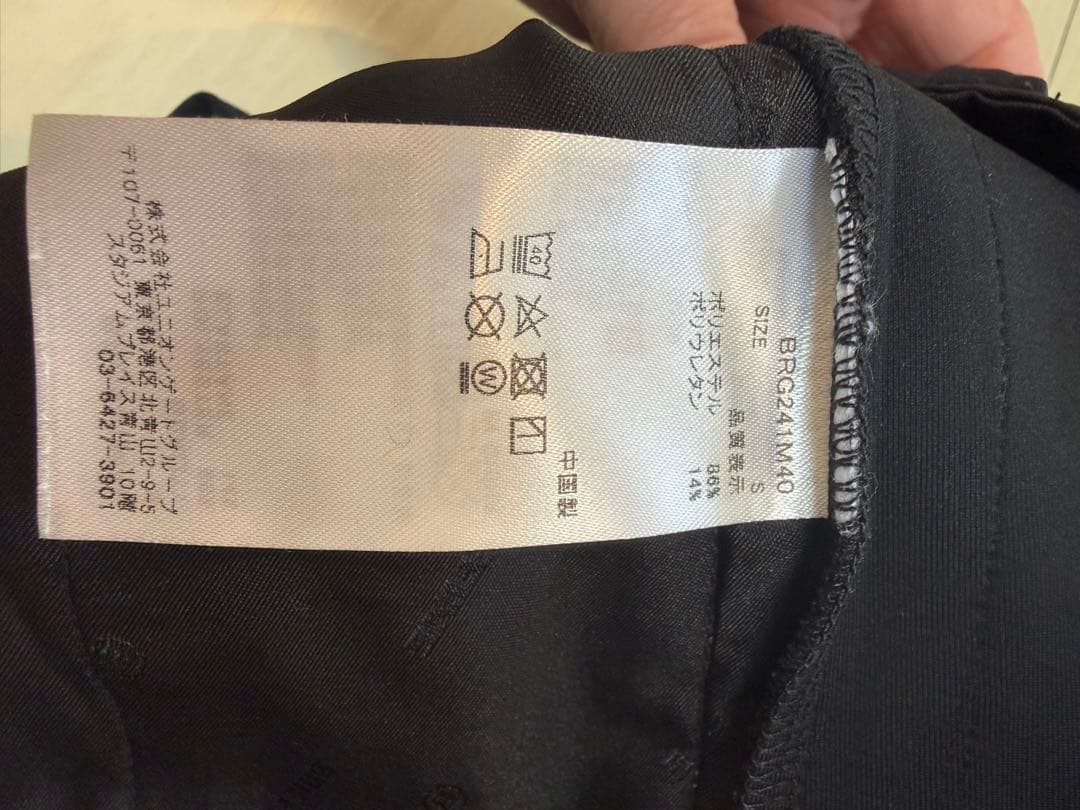 BRG241M40
SIZE S
品質表示
ポリエステル 86%
ポリウレタン 14%
中国製
40
W
株式会社ユニオンゲートグループ
〒107-0061 東京都港区北青山2-9-5
スタジアムプレイス青山 10階
03-6427-3901